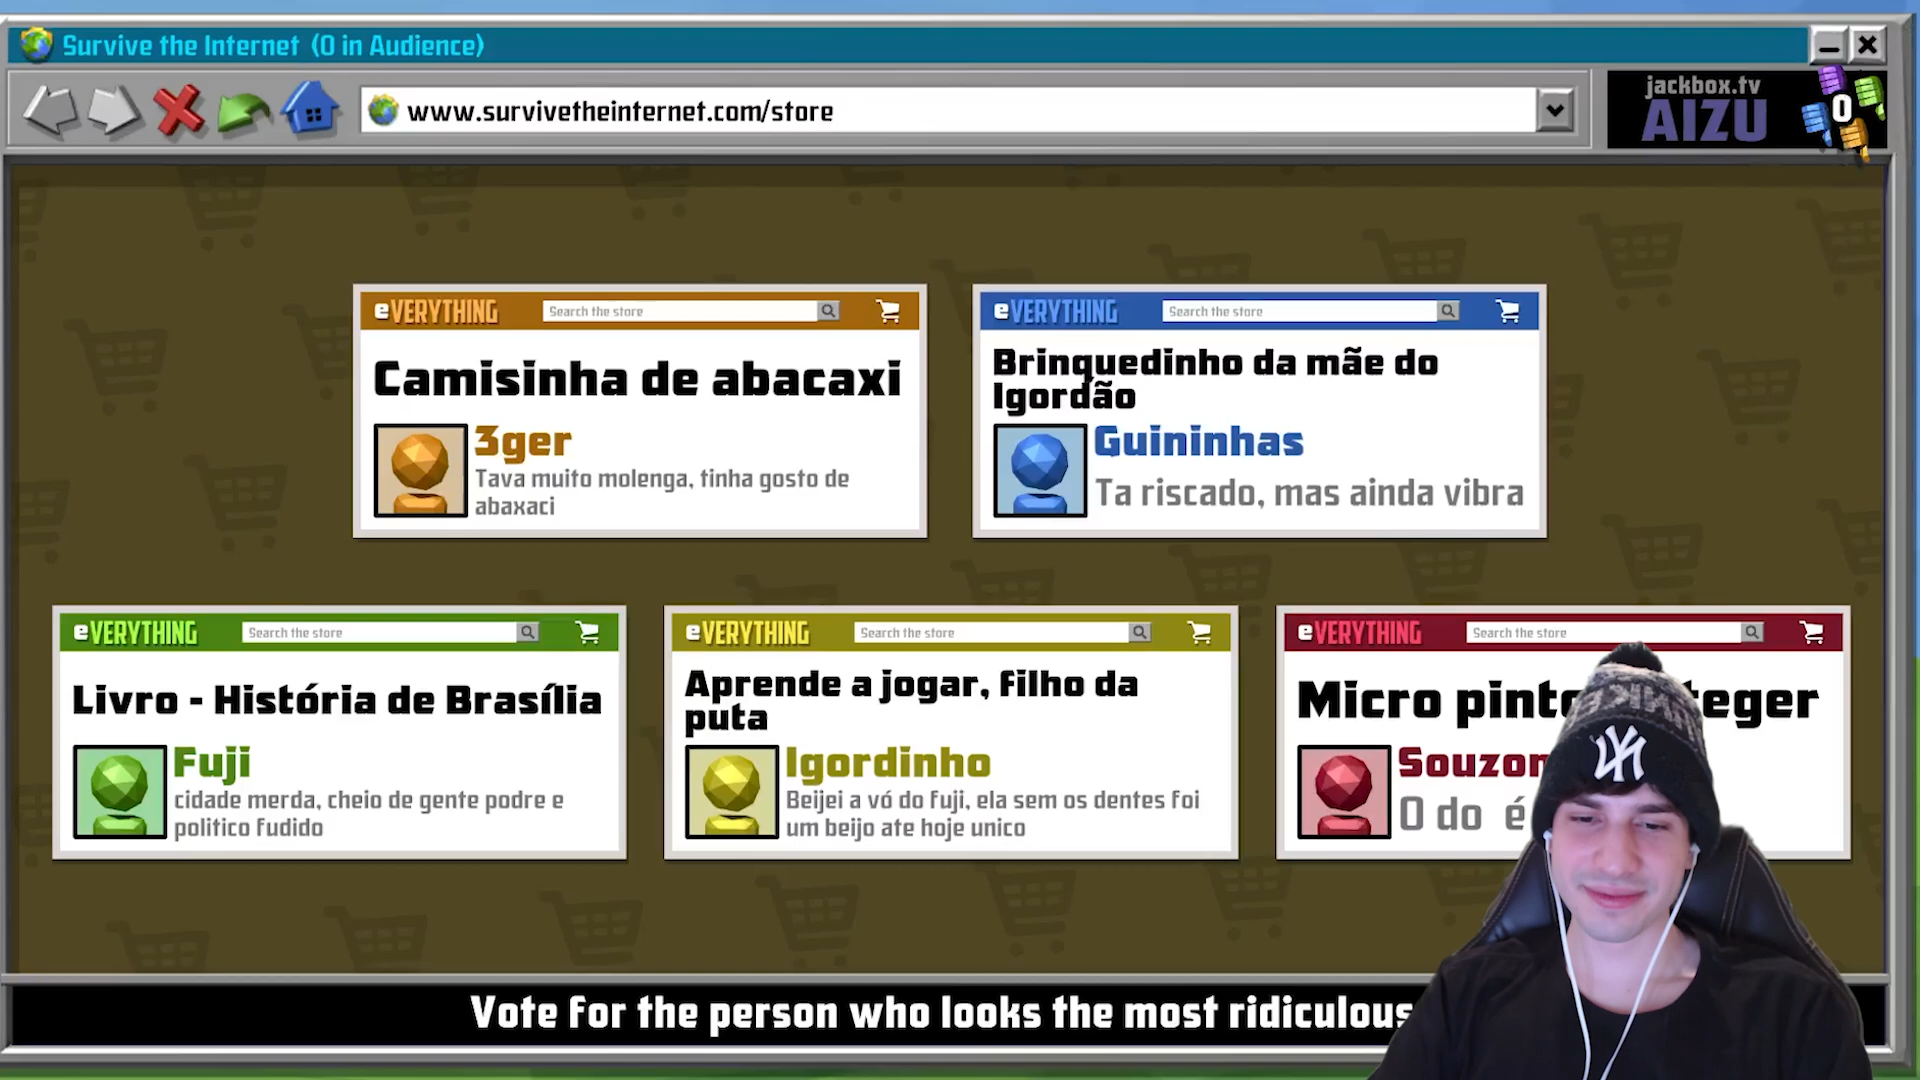 Survive the Internet (0 in Audience)
www.survivetheinternet.com/store
jackbox.tv
AIZU
0
eVERYTHING
Search the store
Camisinha de abacaxi
3ger
Tava muito molenga, tinha gosto de
abaxaci
eVERYTHING
Search the store
Brinquedinho da mãe do
Igordão
Guininhas
Ta riscado, mas ainda vibra
eVERYTHING
Search the store
Livro - História de Brasília
Fuji
cidade merda, cheio de gente podre e
politico fudido
eVERYTHING
Search the store
Aprende a jogar, filho da
puta
Igordinho
Beijei a vó do fuji, ela sem os dentes foi
um beijo ate hoje unico
eVERYTHING
Search the store
Micro
O do é
Vote for the person who looks the most ridiculous